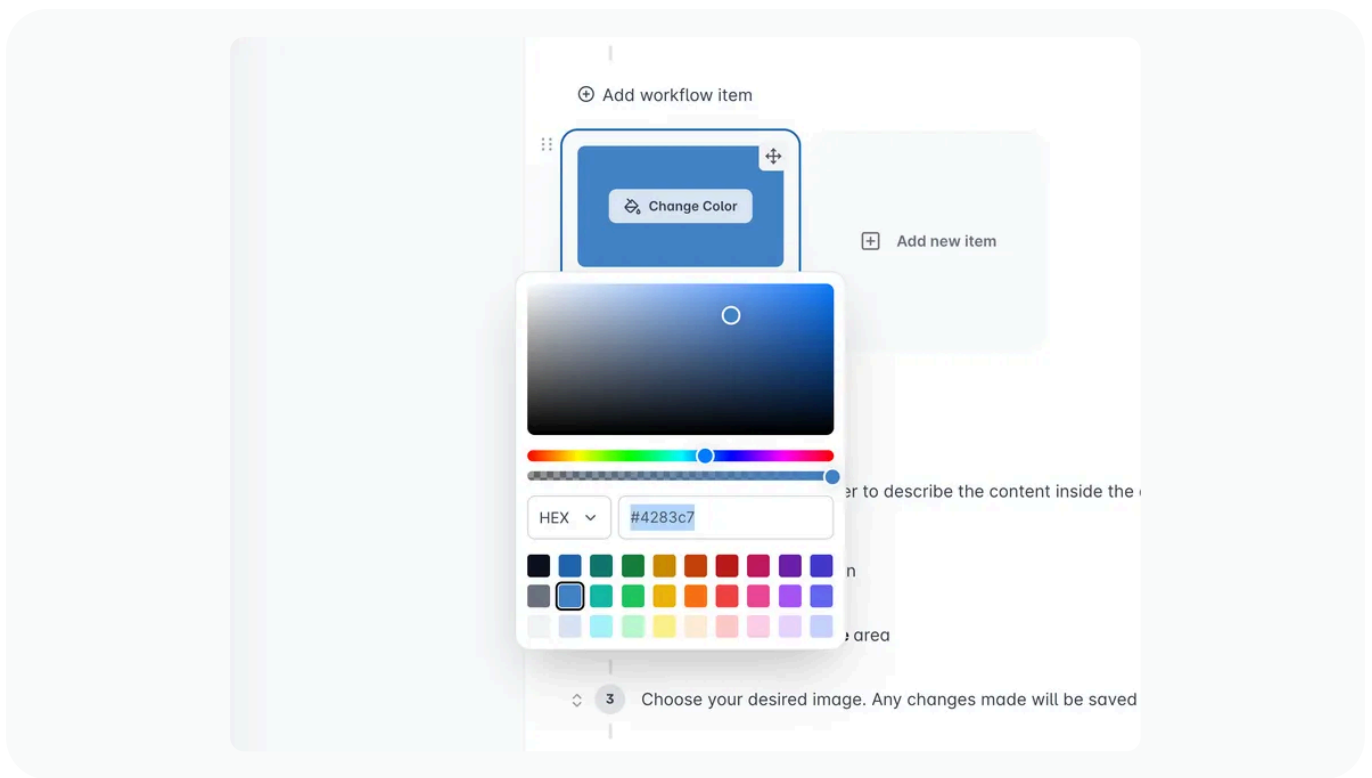 Add workflow item
Change Color
Add new item
er to describe the content inside the
HEX
#4283c7
n
e area
3
Choose your desired image. Any changes made will be saved